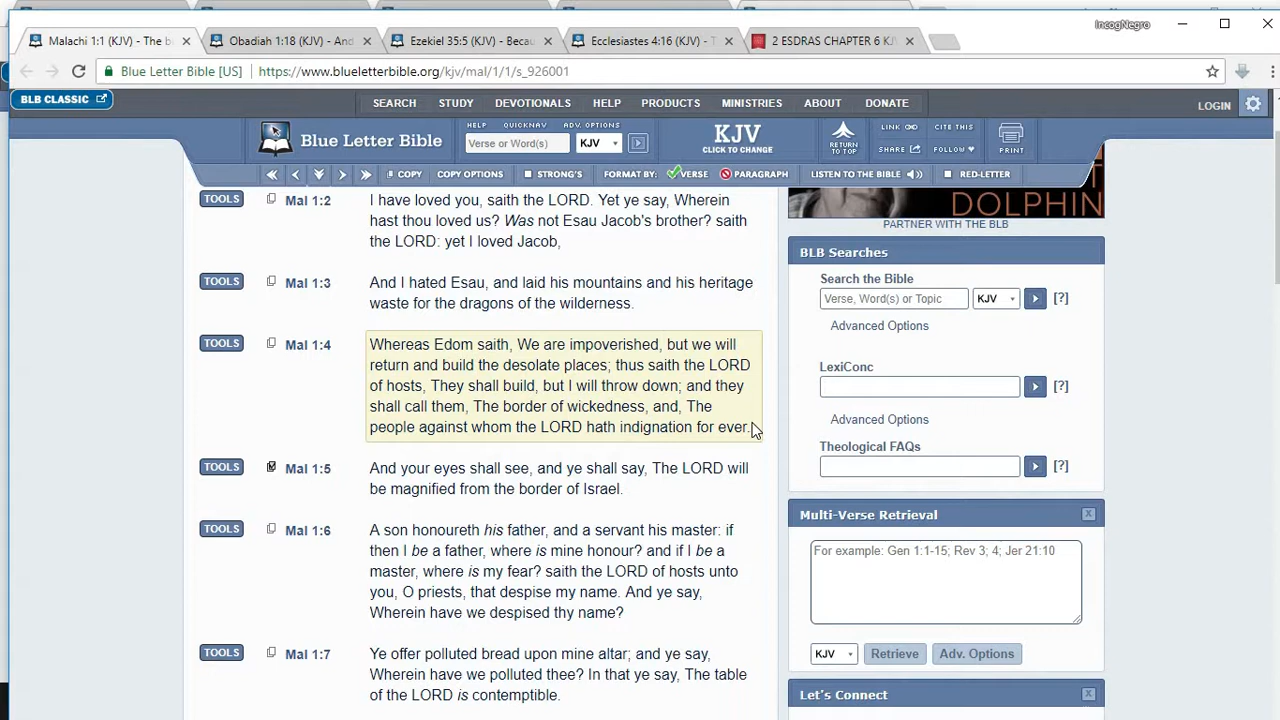 IncogNegro
Malachi 1:1 (KJV) - The b
Obadiah 1:18 (KJV) - And
Ezekiel 35:5 (KJV) - Becau
Ecclesiastes 4:16 (KJV) - T
2 ESDRAS CHAPTER 6 KJ
Blue Letter Bible [US]
https://www.blueletterbible.org/kjv/mal/1/1/s_926001
BLB CLASSIC
SEARCH STUDY DEVOTIONALS HELP PRODUCTS MINISTRIES ABOUT DONATE
LOGIN
Blue Letter Bible
HELP QUICKNAV ADV. OPTIONS
Verse or Word(s) KJV
KJV
CLICK TO CHANGE
RETURN
TO TOP
LINK CITE THIS
SHARE FOLLOW
PRINT
COPY COPY OPTIONS STRONG'S FORMAT BY: VERSE PARAGRAPH LISTEN TO THE BIBLE RED-LETTER
TOOLS Mal 1:2 I have loved you, saith the LORD. Yet ye say, Wherein
hast thou loved us? Was not Esau Jacob's brother? saith
the LORD: yet I loved Jacob,
TOOLS Mal 1:3 And I hated Esau, and laid his mountains and his heritage
waste for the dragons of the wilderness.
TOOLS Mal 1:4 Whereas Edom saith, We are impoverished, but we will
return and build the desolate places; thus saith the LORD
of hosts, They shall build, but I will throw down; and they
shall call them, The border of wickedness, and, The
people against whom the LORD hath indignation for ever.
TOOLS Mal 1:5 And your eyes shall see, and ye shall say, The LORD will
be magnified from the border of Israel.
TOOLS Mal 1:6 A son honoureth his father, and a servant his master: if
then I be a father, where is mine honour? and if I be a
master, where is my fear? saith the LORD of hosts unto
you, O priests, that despise my name. And ye say,
Wherein have we despised thy name?
TOOLS Mal 1:7 Ye offer polluted bread upon mine altar; and ye say,
Wherein have we polluted thee? In that ye say, The table
of the LORD is contemptible.
DOLPHIN
PARTNER WITH THE BLB
BLB Searches
Search the Bible
Verse, Word(s) or Topic KJV [?]
Advanced Options
LexiConc
[?]
Advanced Options
Theological FAQs
[?]
Multi-Verse Retrieval
For example: Gen 1:1-15; Rev 3; 4; Jer 21:10
KJV Retrieve Adv. Options
Let's Connect